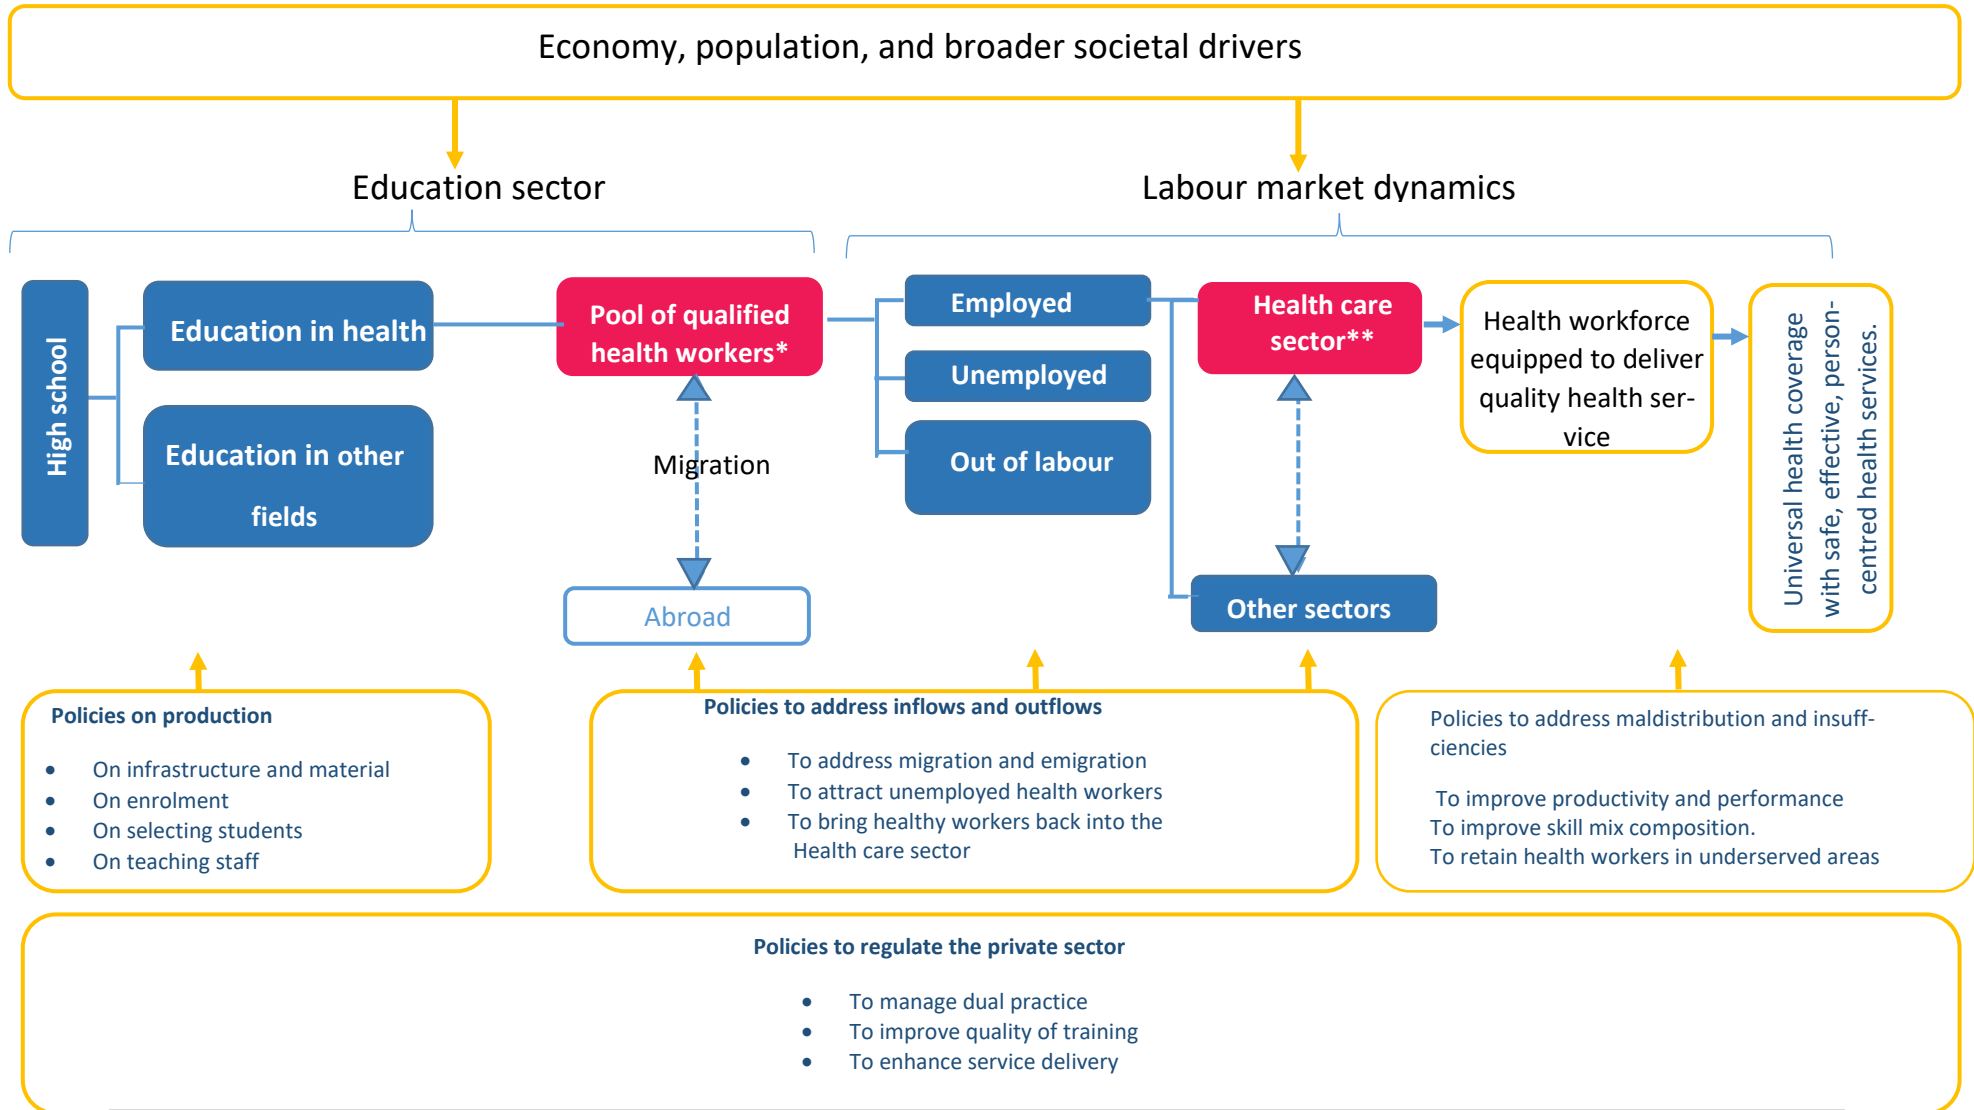 Economy, population, and broader societal drivers
Education sector
Labour market dynamics
High school
Education in health
Education in other
fields
Pool of qualified
health workers*
Migration
Abroad
Employed
Unemployed
Out of labour
Health care
sector**
Other sectors
Health workforce
equipped to deliver
quality health ser-
vice
Universal health coverage
with safe, effective, person-
centred health services.
Policies on production
• On infrastructure and material
• On enrolment
• On selecting students
• On teaching staff
Policies to address inflows and outflows
• To address migration and emigration
• To attract unemployed health workers
• To bring healthy workers back into the
Health care sector
Policies to address maldistribution and insuff-
ciencies
To improve productivity and performance
To improve skill mix composition.
To retain health workers in underserved areas
Policies to regulate the private sector
• To manage dual practice
• To improve quality of training
• To enhance service delivery